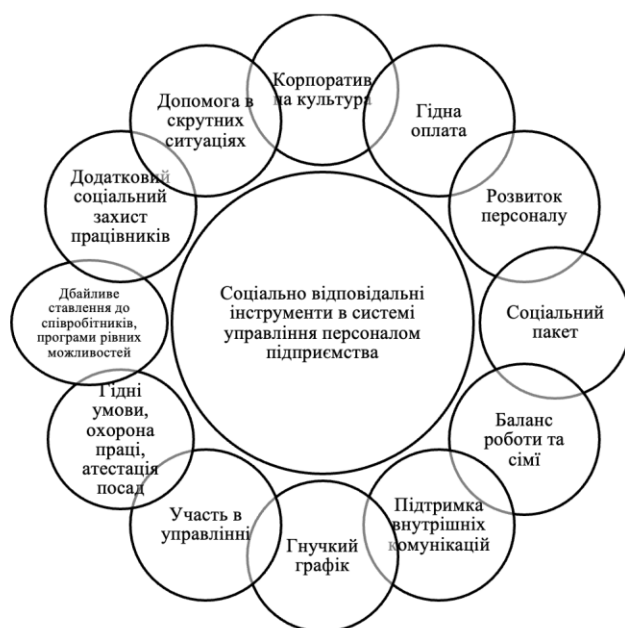 Корпоратив
на культура
Гідна
оплата
Розвиток
персоналу
Соціальний
пакет
Баланс
роботи та
сімї
Підтримка
внутрішніх
комунікацій
Гнучкий
графік
Участь в
управлінні
Гідні
умови,
охорона
праці,
атестація
посад
Дбайливе
ставлення до
співробітників,
програми рівних
можливостей
Додатковий
соціальний
захист
працівників
Допомога в
скрутних
ситуаціях
Соціально відповідальні
інструменти в системі
управління персоналом
підприємства